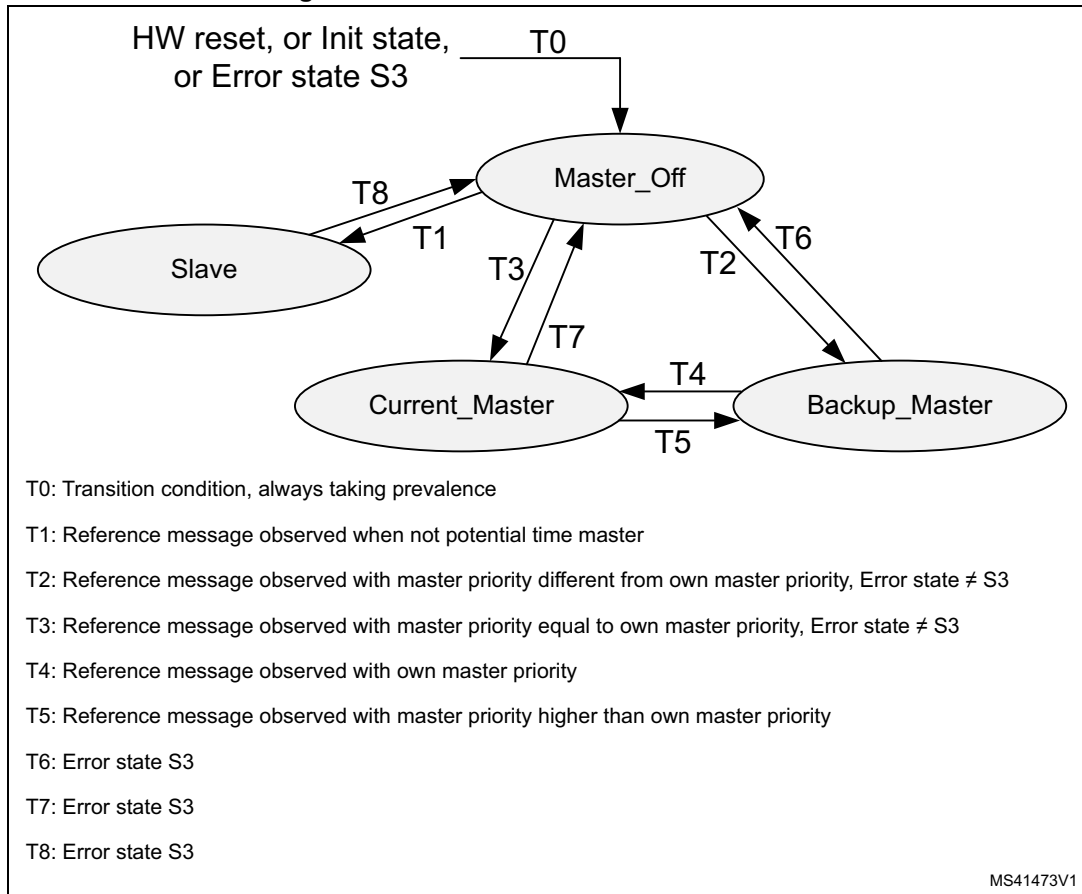 HW reset, or Init state,
or Error state S3
T0
Master_Off
T8
T1
Slave
T3
T7
T2
T6
Current_Master
T4
T5
Backup_Master
T0: Transition condition, always taking prevalence
T1: Reference message observed when not potential time master
T2: Reference message observed with master priority different from own master priority, Error state ≠ S3
T3: Reference message observed with master priority equal to own master priority, Error state ≠ S3
T4: Reference message observed with own master priority
T5: Reference message observed with master priority higher than own master priority
T6: Error state S3
T7: Error state S3
T8: Error state S3
MS41473V1